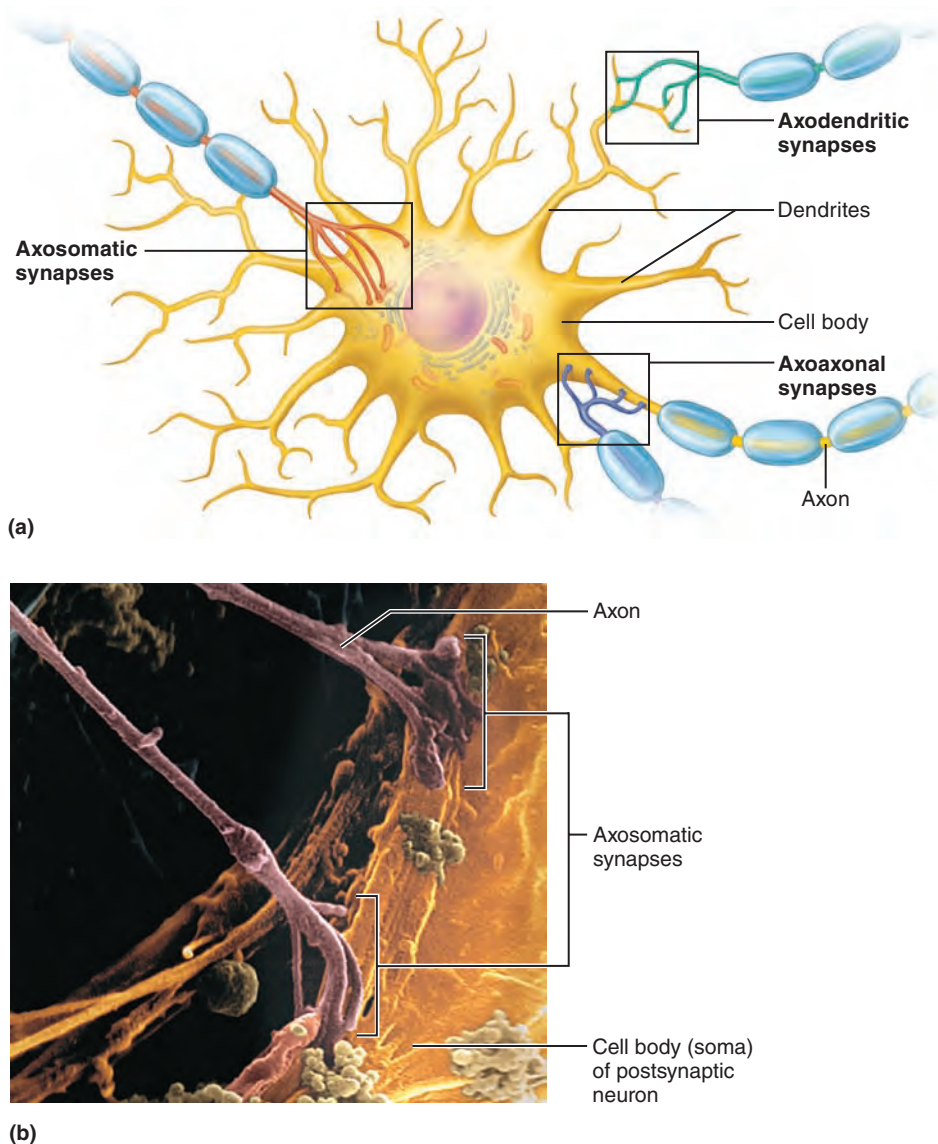 Axodendritic
synapses
Dendrites
Axosomatic
synapses
Cell body
Axoaxonal
synapses
Axon
(a)
Axon
Axosomatic
synapses
Cell body (soma)
of postsynaptic
neuron
(b)